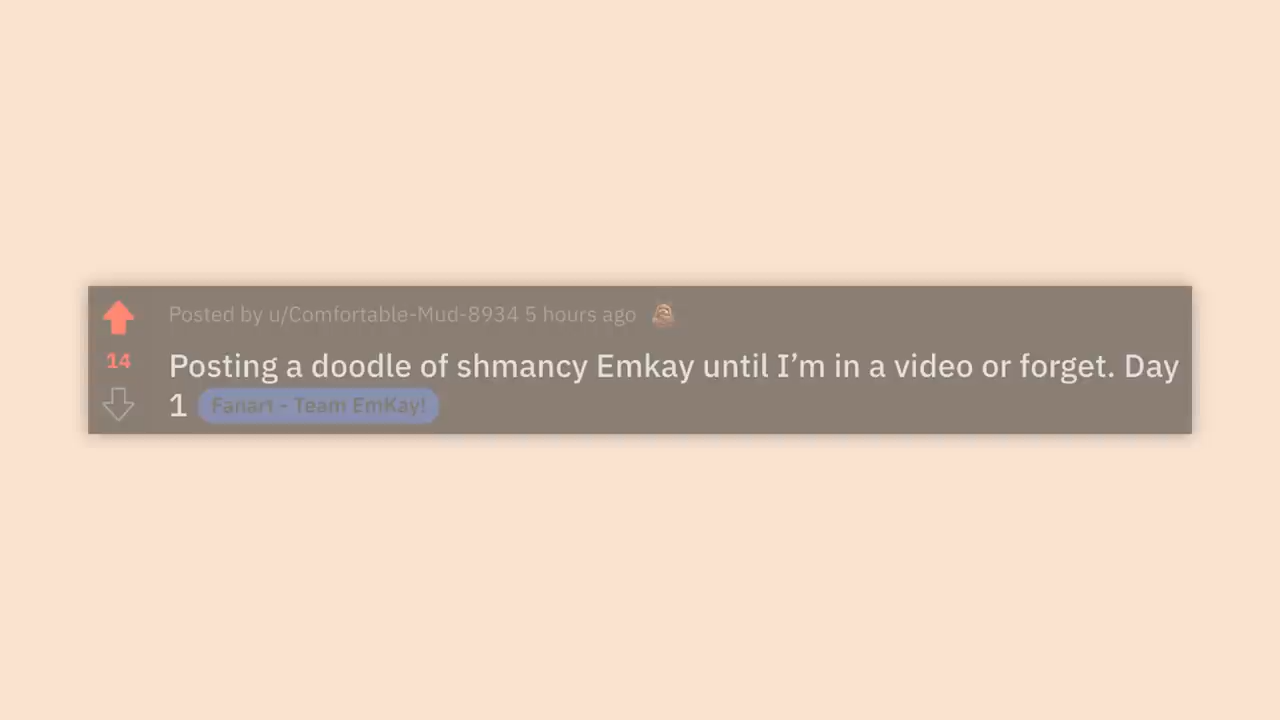 Posted by u/Comfortable-Mud-8934 5 hours ago
14
Posting a doodle of shmancy Emkay until I’m in a video or forget. Day
1 Fanart - Team EmKay!